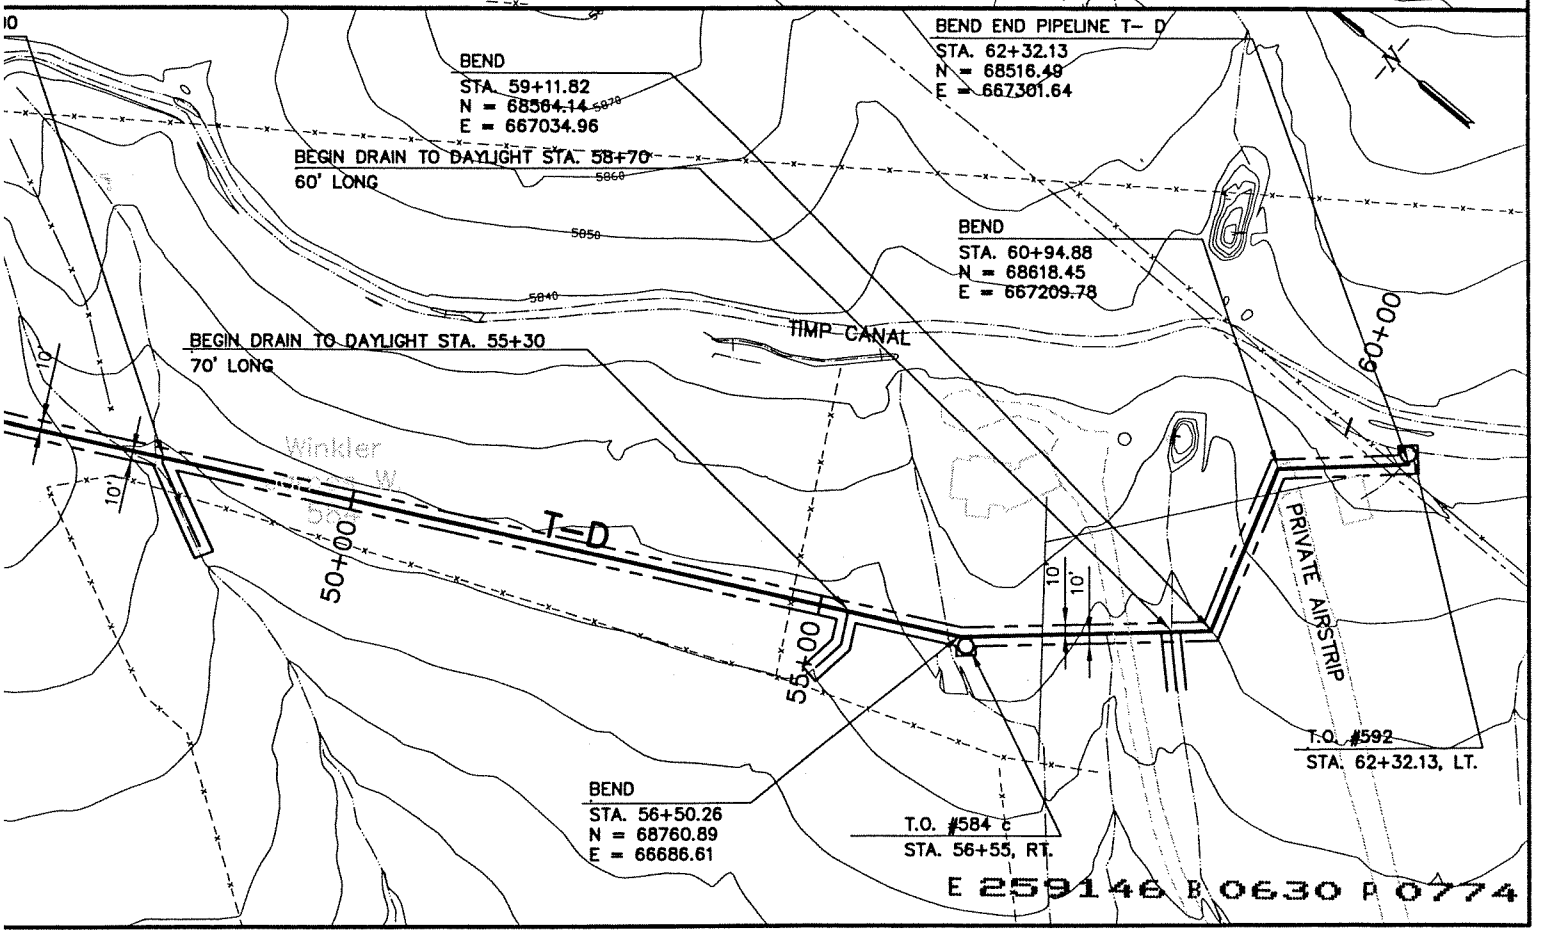 BEND END PIPELINE T- D
STA. 62+32.13
N = 68516.49
E = 667301.64
-N-
BEND
STA. 59+11.82
N = 68564.14
E = 667034.96
5870
BEGIN DRAIN TO DAYLIGHT STA. 58+70
60' LONG
5860
5850
BEND
STA. 60+94.88
N = 68618.45
E = 667209.78
5840
TIMP CANAL
60+00
BEGIN DRAIN TO DAYLIGHT STA. 55+30
70' LONG
10'
10'
Winkler
W
50+00
T-D
55+00
10'
10'
PRIVATE AIRSTRIP
T.O. #592
STA. 62+32.13, LT.
BEND
STA. 56+50.26
N = 68760.89
E = 66686.61
T.O. #584 c
STA. 56+55, RT.
E 259146 B 0630 P 0774